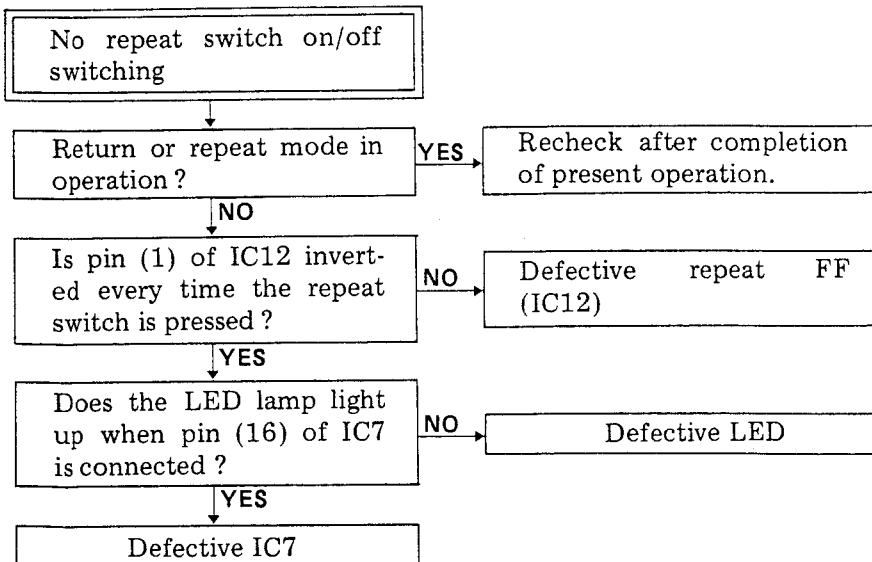 No repeat switch on/off
switching
Return or repeat mode in
operation?
YES
Recheck after completion
of present operation.
NO
Is pin (1) of IC12 invert-
ed every time the repeat
switch is pressed?
NO
Defective repeat FF
(IC12)
YES
Does the LED lamp light
up when pin (16) of IC7
is connected?
NO
Defective LED
YES
Defective IC7